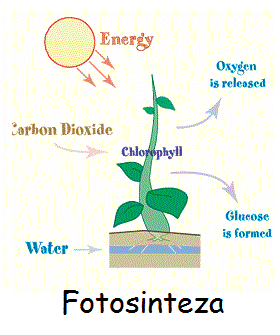 Energy
Oxygen
is released
Carbon Dioxide
Chlorophyll
Glucose
is formed
Water
Fotosinteza